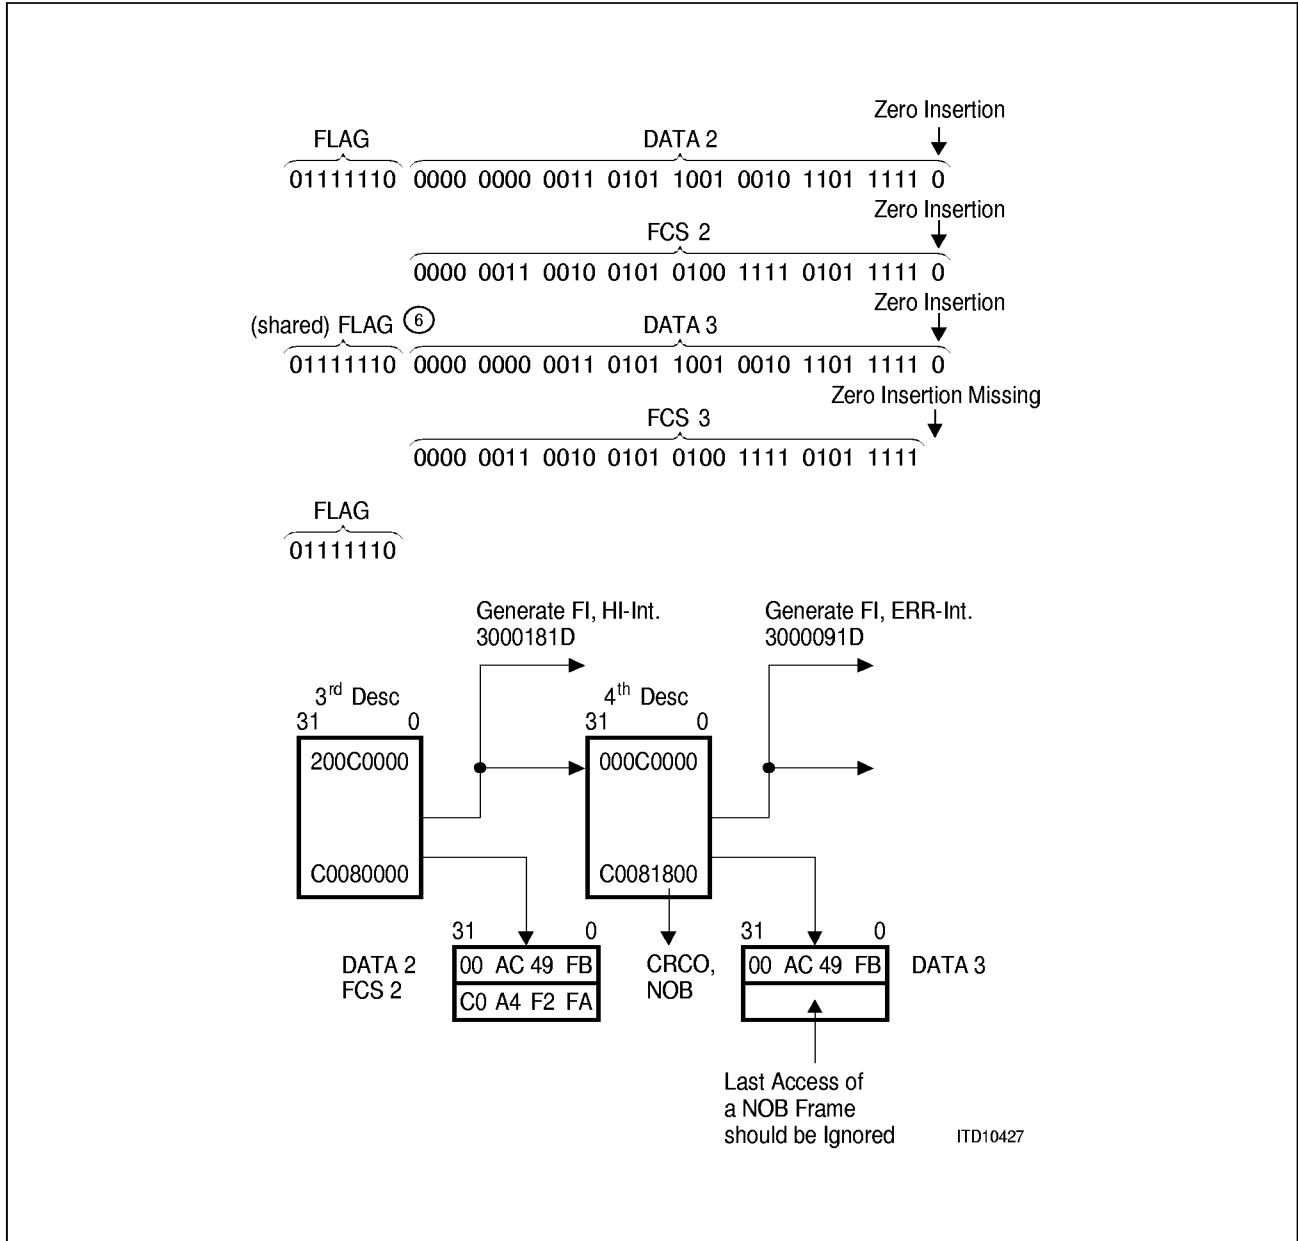 Zero Insertion
FLAG DATA 2
01111110 0000 0000 0011 0101 1001 0010 1101 1111 0
Zero Insertion
FCS 2
0000 0011 0010 0101 0100 1111 0101 1111 0
Zero Insertion
(shared) FLAG 6 DATA 3
01111110 0000 0000 0011 0101 1001 0010 1101 1111 0
Zero Insertion Missing
FCS 3
0000 0011 0010 0101 0100 1111 0101 1111
FLAG
01111110
Generate FI, HI-Int. Generate FI, ERR-Int.
3000181D 3000091D
3rd Desc 4th Desc
31 0 31 0
200C0000 000C0000
C0080000 C0081800
31 0 31 0
DATA 2 00 AC 49 FB CRCO, 00 AC 49 FB DATA 3
FCS 2 C0 A4 F2 FA NOB
Last Access of
a NOB Frame
should be Ignored ITD10427